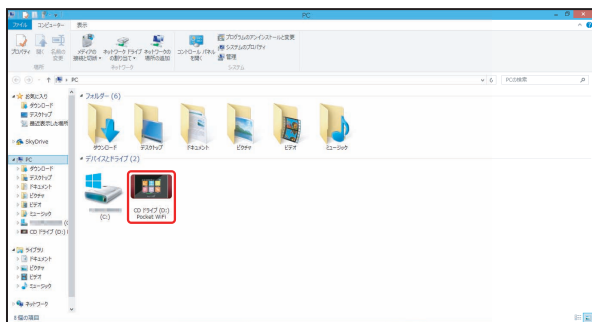 PC
ファイル コンピューター 表示
プロパティ 開く 名前の変更
メディアの接続と切断 ネットワーク ドライブの割り当て ネットワークの場所の追加
コントロール パネルを開く
プログラムのアンインストールと変更
システムのプロパティ
管理
場所 ネットワーク システム
PC
PCの検索
お気に入り
ダウンロード
デスクトップ
最近表示した場所
SkyDrive
PC
ダウンロード
デスクトップ
ドキュメント
ピクチャ
ビデオ
ミュージック
(C
CD ドライブ (D:) I
ライブラリ
ドキュメント
ピクチャ
ビデオ
ミュージック
ネットワーク
フォルダー (6)
ダウンロード デスクトップ ドキュメント ピクチャ ビデオ ミュージック
デバイスとドライブ (2)
(C:)
CD ドライブ (D:)
Pocket WiFi
8 個の項目